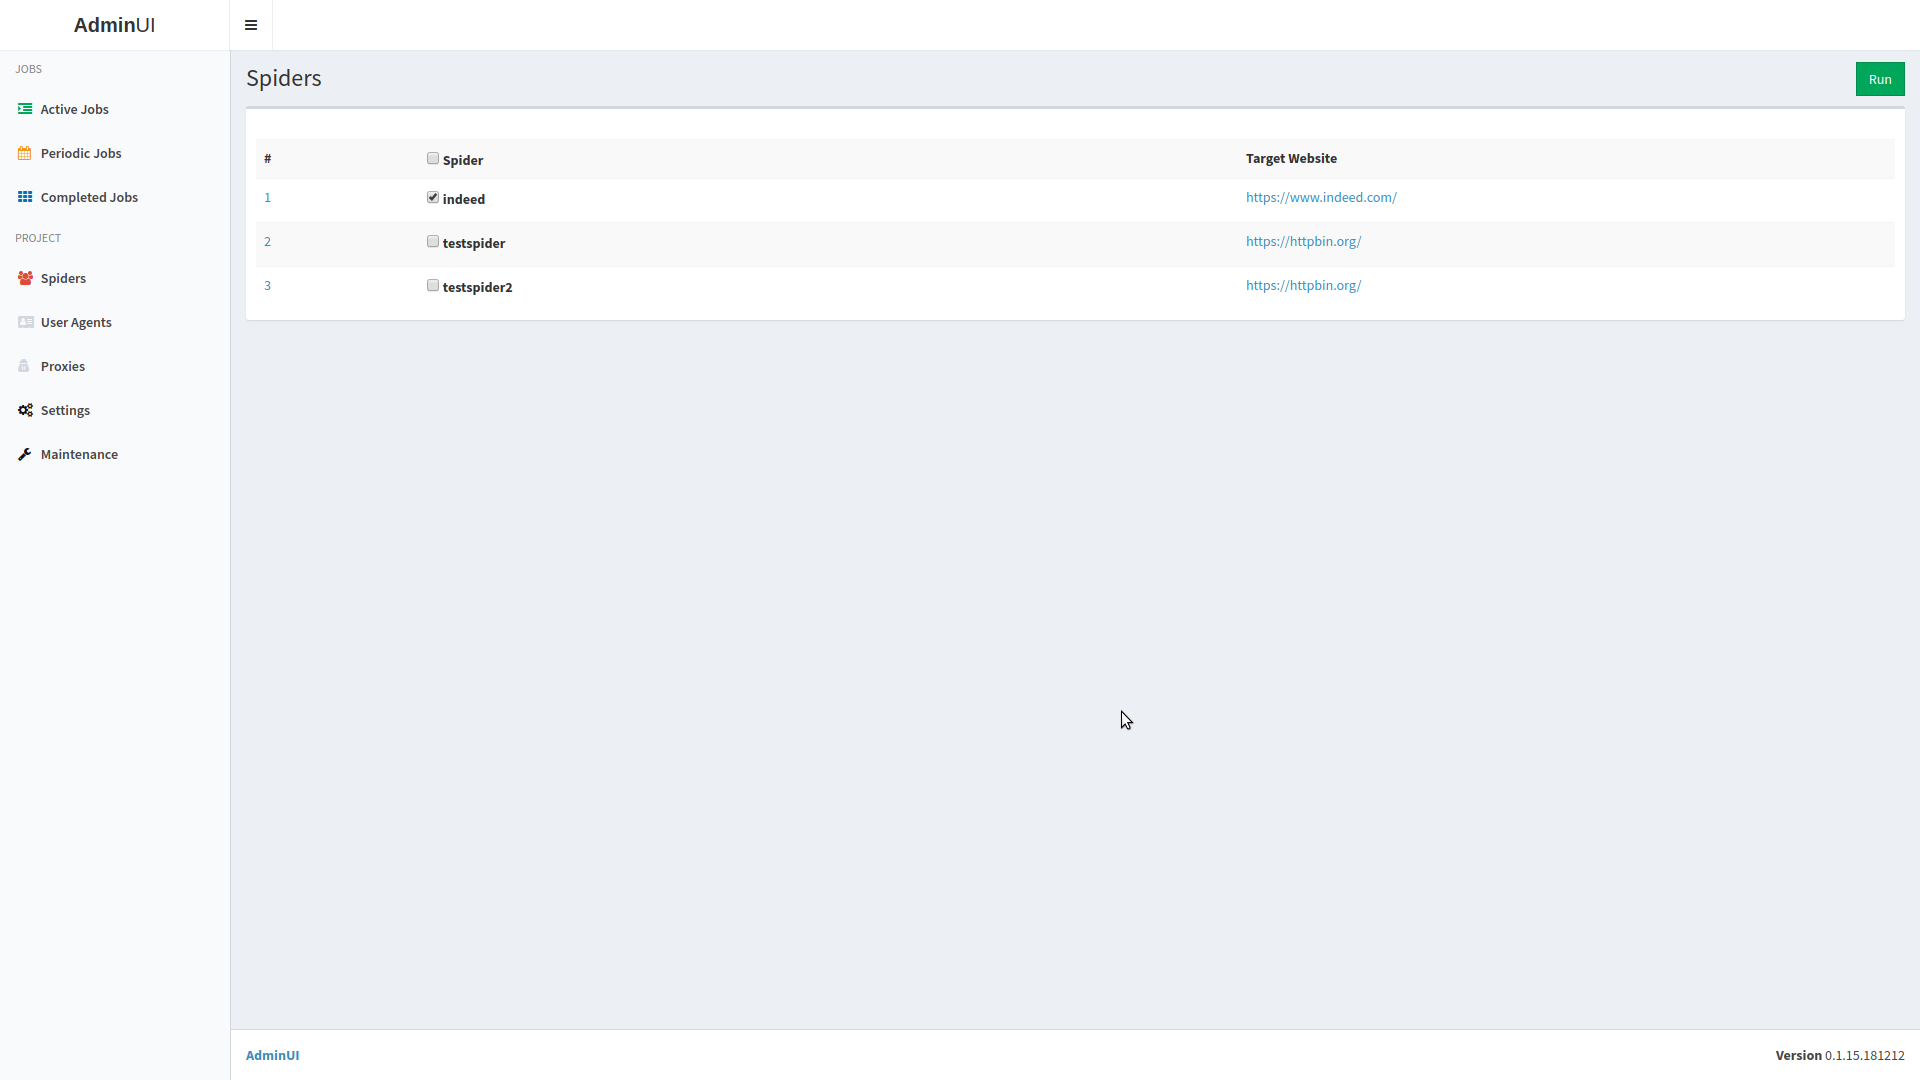 AdminUI
JOBS
Active Jobs
Periodic Jobs
Completed Jobs
PROJECT
Spiders
User Agents
Proxies
Settings
Maintenance
Spiders
Run
# Spider Target Website
1 indeed https://www.indeed.com/
2 testspider https://httpbin.org/
3 testspider2 https://httpbin.org/
AdminUI
Version 0.1.15.181212